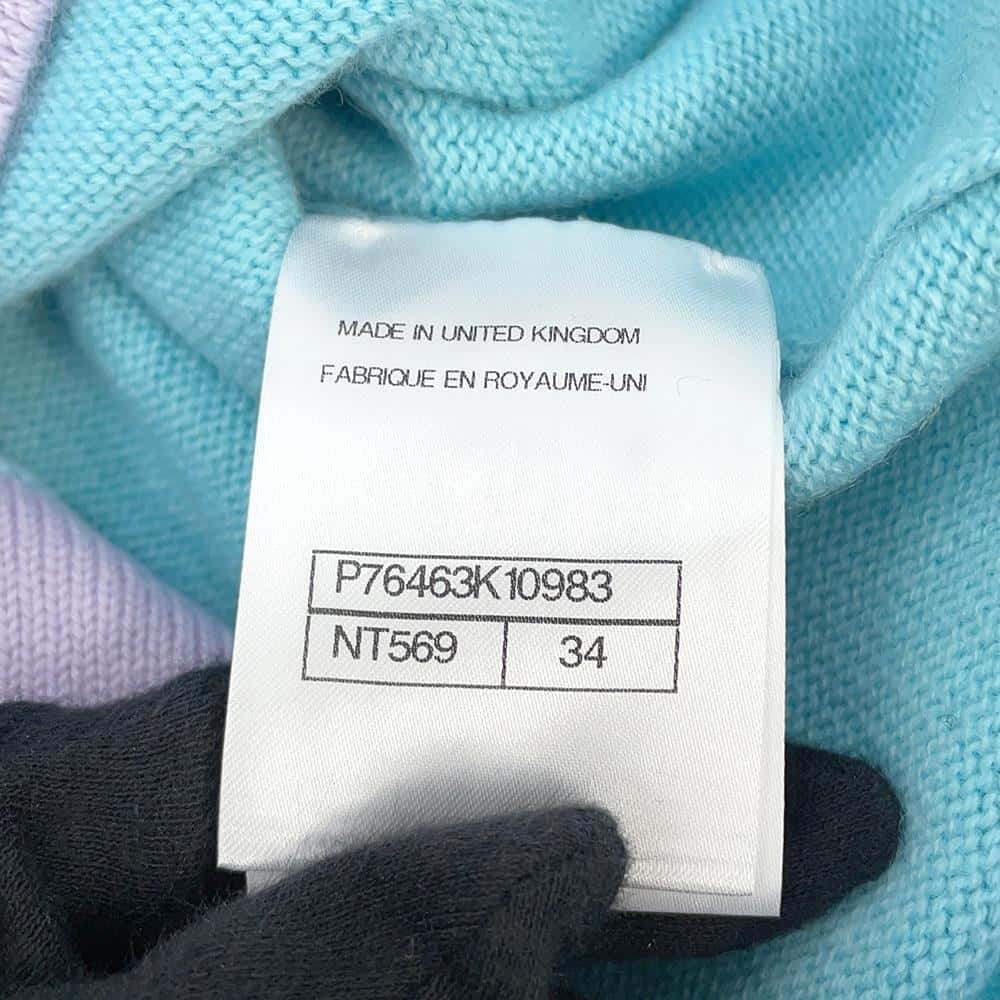 MADE IN UNITED KINGDOM
FABRIQUE EN ROYAUME-UNI
P76463K10983
NT569 34